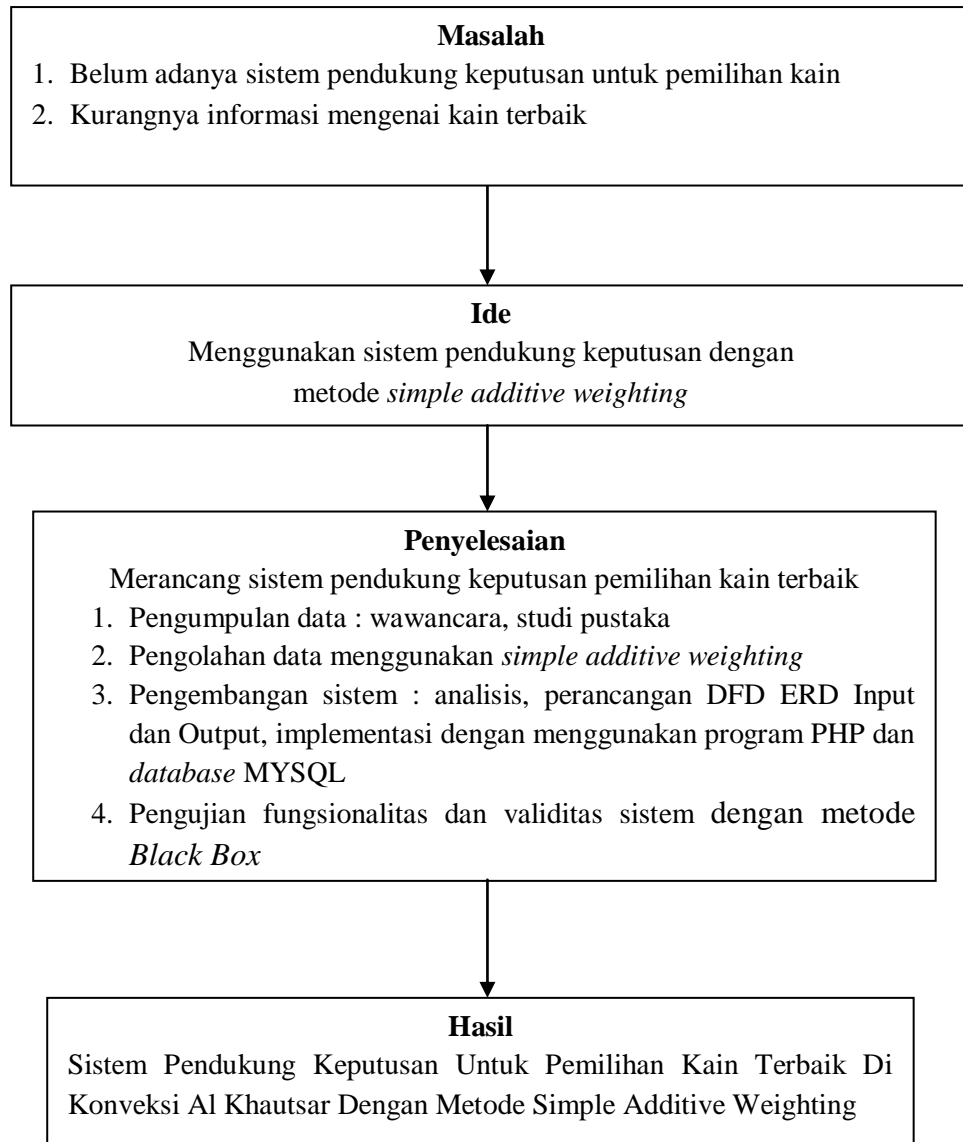 Masalah
1. Belum adanya sistem pendukung keputusan untuk pemilihan kain
2. Kurangnya informasi mengenai kain terbaik
Ide
Menggunakan sistem pendukung keputusan dengan
metode simple additive weighting
Penyelesaian
Merancang sistem pendukung keputusan pemilihan kain terbaik
1. Pengumpulan data : wawancara, studi pustaka
2. Pengolahan data menggunakan simple additive weighting
3. Pengembangan sistem : analisis, perancangan DFD ERD Input
dan Output, implementasi dengan menggunakan program PHP dan
database MYSQL
4. Pengujian fungsionalitas dan validitas sistem dengan metode
Black Box
Hasil
Sistem Pendukung Keputusan Untuk Pemilihan Kain Terbaik Di
Konveksi Al Khautsar Dengan Metode Simple Additive Weighting